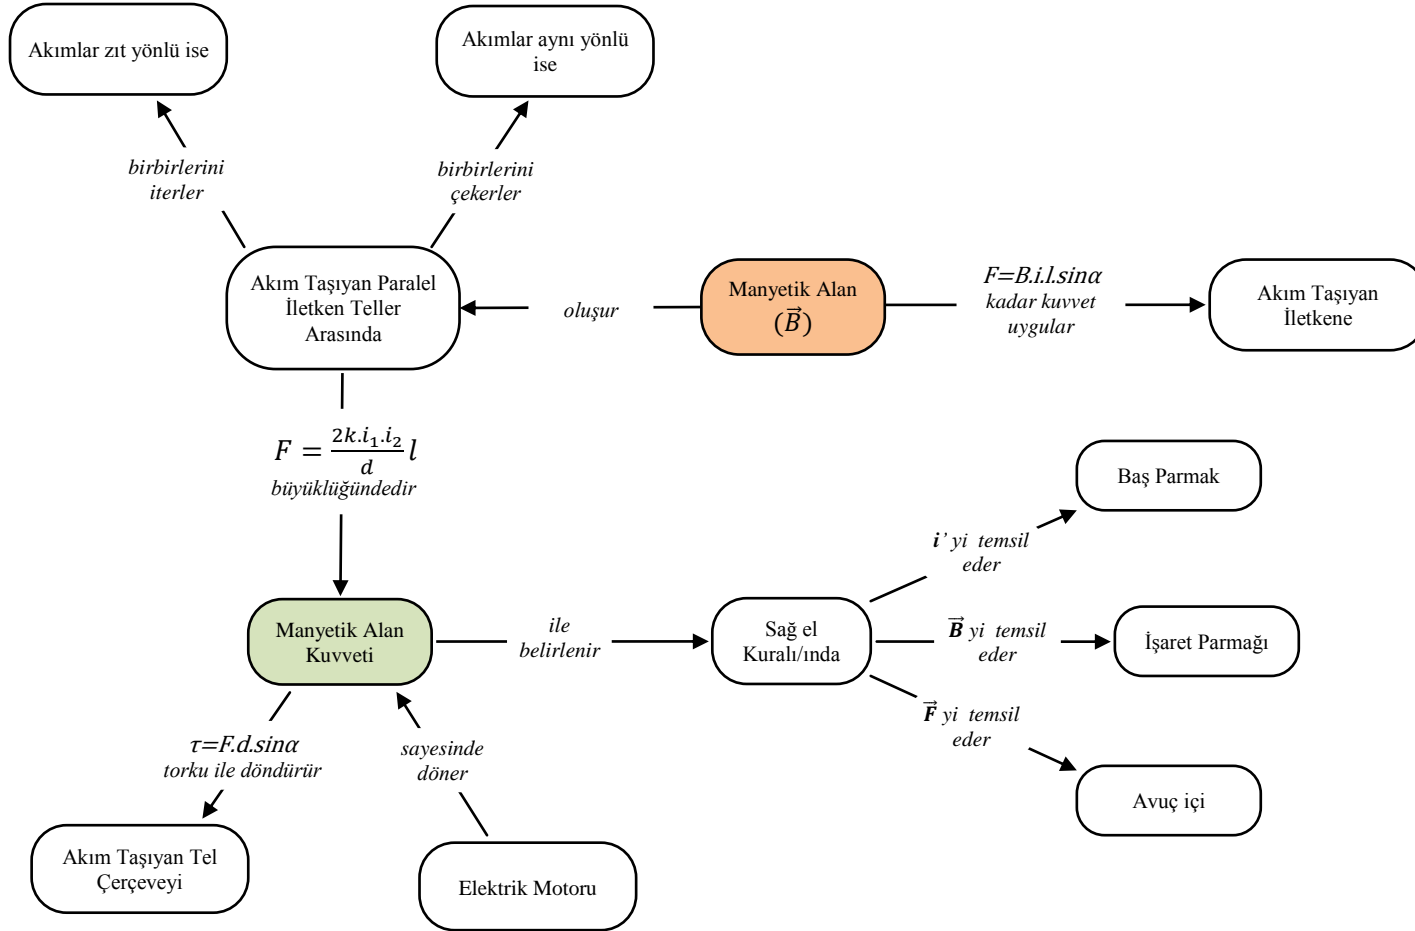 Akımlar zıt yönlü ise
Akımlar aynı yönlü
ise
birbirlerini
iterler
birbirlerini
çekerler
Akım Taşıyan Paralel
İletken Teller
Arasında
oluşur
Manyetik Alan
(B⃗)
F=B.i.l.sinα
kadar kuvvet
uygular
Akım Taşıyan
İletkene
F = 2k.i₁.i₂/d l
büyüklüğündedir
Manyetik Alan
Kuvveti
ile
belirlenir
Sağ el
Kuralı/ında
i’ yi temsil
eder
Baş Parmak
B⃗ yi temsil
eder
İşaret Parmağı
F⃗ yi temsil
eder
Avuç içi
τ=F.d.sinα
torku ile döndürür
sayesinde
döner
Akım Taşıyan Tel
Çerçeveyi
Elektrik Motoru